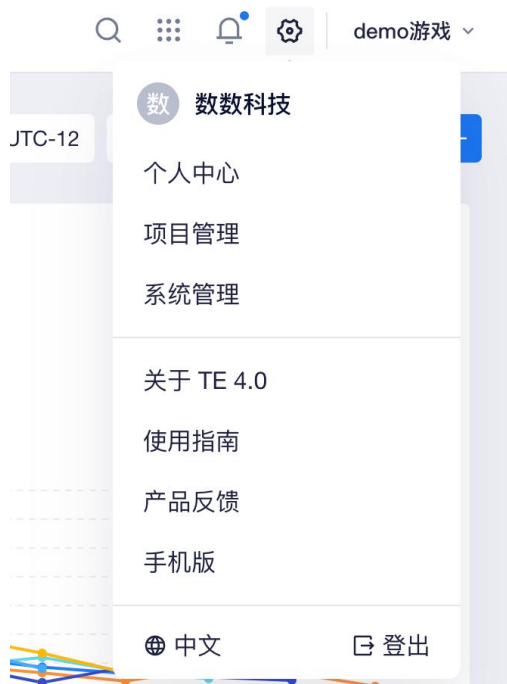 demo游戏
UTC-12
数 数数科技
个人中心
项目管理
系统管理
关于 TE 4.0
使用指南
产品反馈
手机版
中文 登出